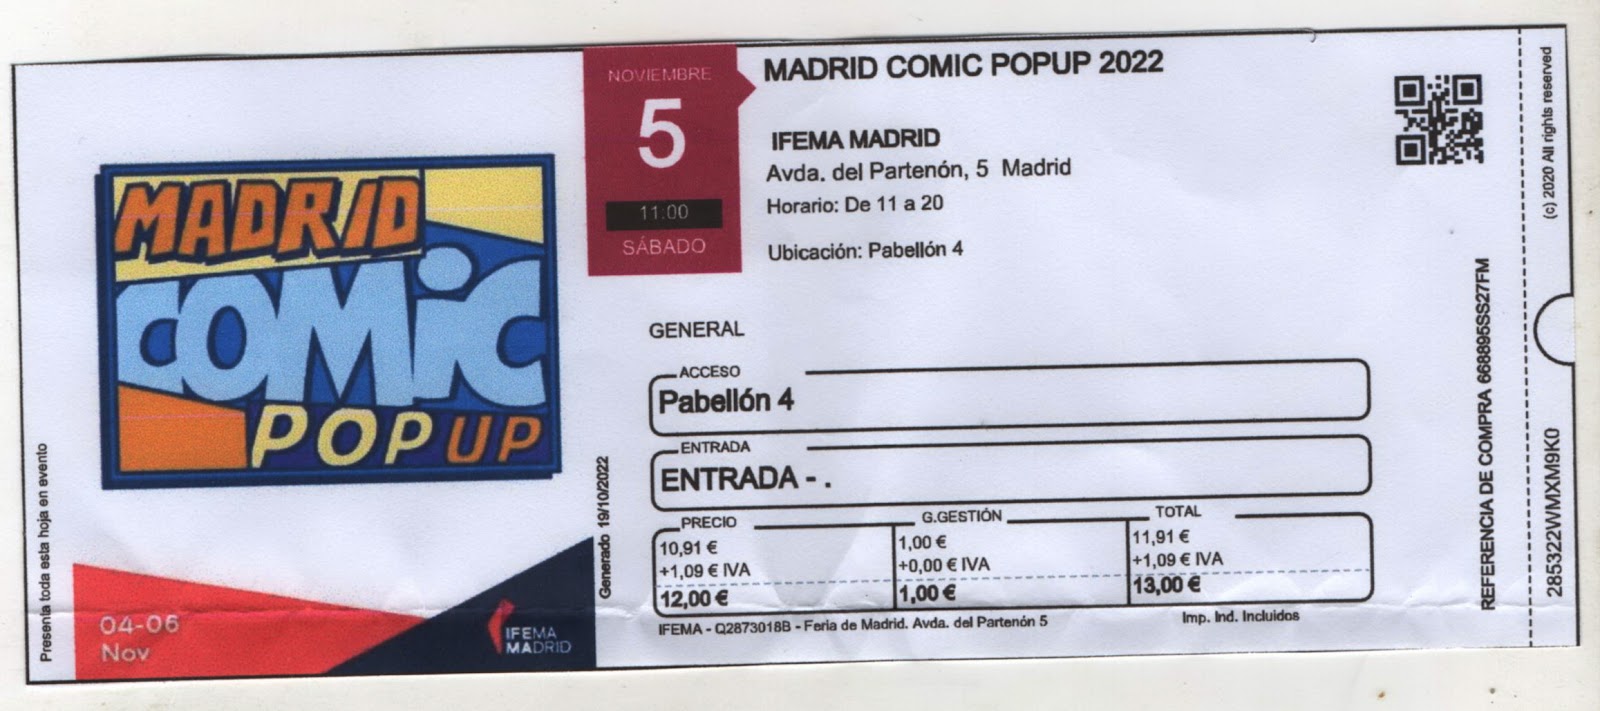 Presenta toda esta hoja en evento
MADRID
COMIC
POPUP
04-06
Nov
IFEMA
MADRID
Generado 19/10/2022
NOVIEMBRE
5
11:00
SÁBADO
MADRID COMIC POPUP 2022
IFEMA MADRID
Avda. del Partenón, 5 Madrid
Horario: De 11 a 20
Ubicación: Pabellón 4
GENERAL
ACCESO
Pabellón 4
ENTRADA
ENTRADA - .
PRECIO
10,91 €
+1,09 € IVA
12,00 €
G.GESTIÓN
1,00 €
+0,00 € IVA
1,00 €
TOTAL
11,91 €
+1,09 € IVA
13,00 €
IFEMA - Q2873018B - Feria de Madrid. Avda. del Partenón 5
Imp. Ind. Incluidos
REFERENCIA DE COMPRA 668895SS27FM
(c) 2020 All rights reserved
285322WMXM9K0